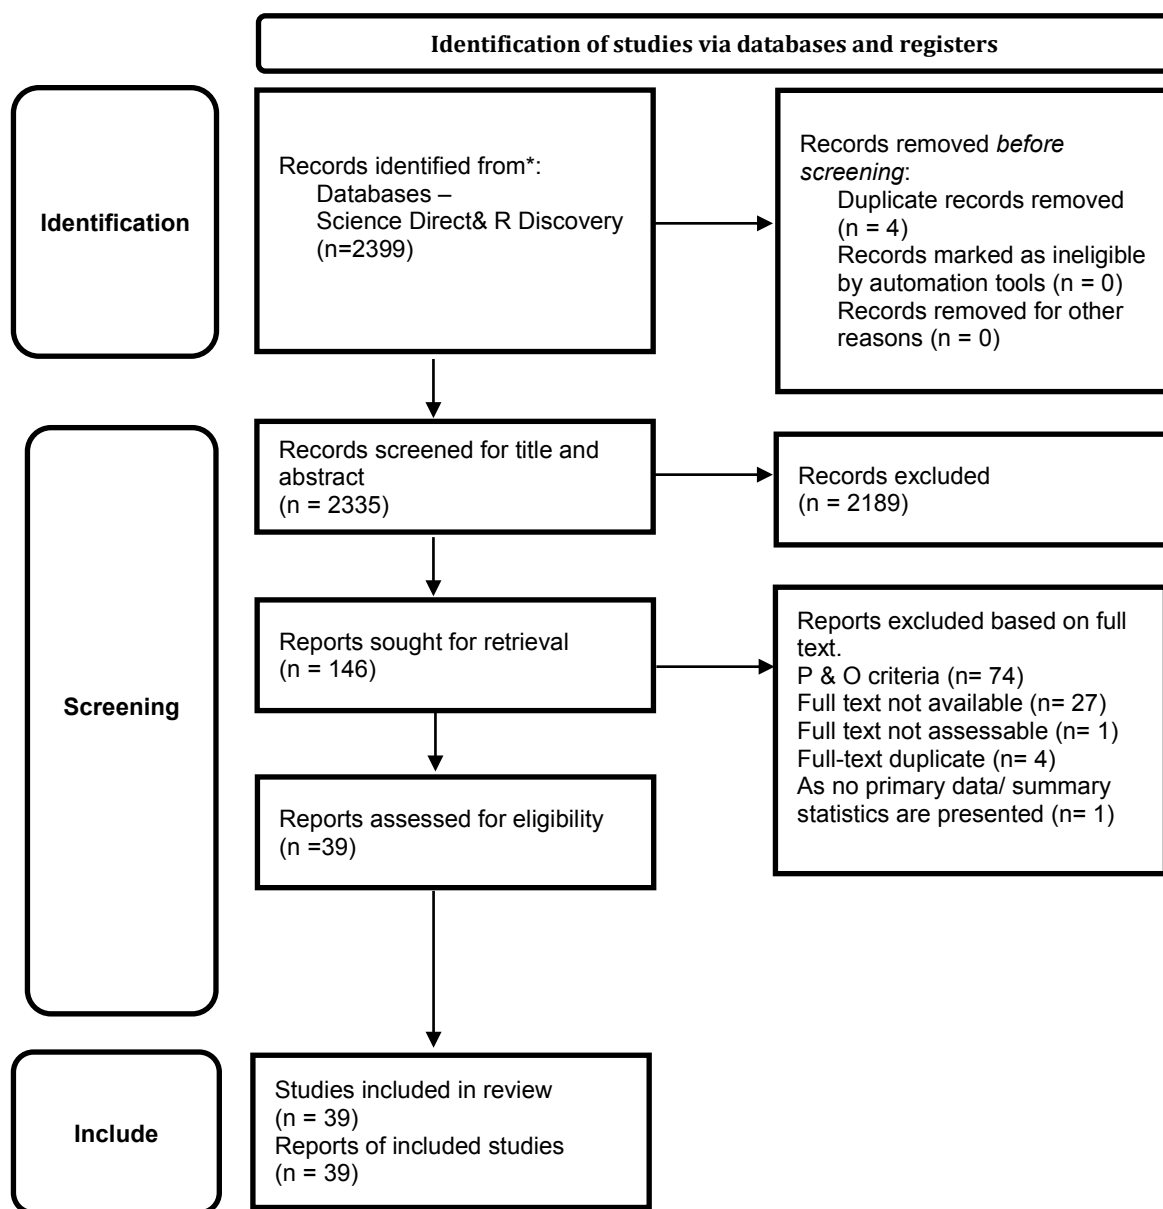 Identification of studies via databases and registers
Identification
Records identified from*:
Databases –
Science Direct& R Discovery
(n=2399)
Records removed before
screening:
Duplicate records removed
(n = 4)
Records marked as ineligible
by automation tools (n = 0)
Records removed for other
reasons (n = 0)
Screening
Records screened for title and
abstract
(n = 2335)
Records excluded
(n = 2189)
Reports sought for retrieval
(n = 146)
Reports excluded based on full
text.
P & O criteria (n= 74)
Full text not available (n= 27)
Full text not assessable (n= 1)
Full-text duplicate (n= 4)
As no primary data/ summary
statistics are presented (n= 1)
Reports assessed for eligibility
(n =39)
Include
Studies included in review
(n = 39)
Reports of included studies
(n = 39)